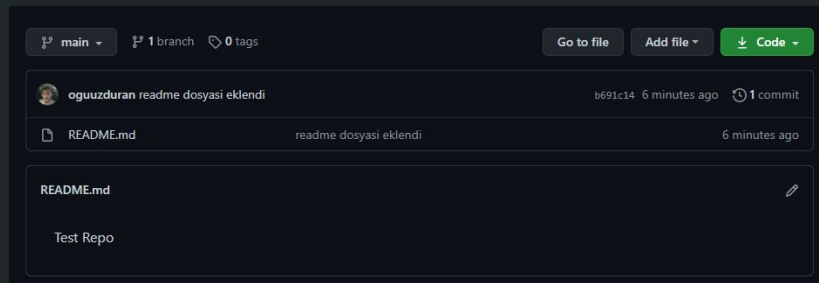 main 1 branch 0 tags Go to file Add file Code
oguuzduran readme dosyasi eklendi b691c14 6 minutes ago 1 commit
README.md readme dosyasi eklendi 6 minutes ago
README.md
Test Repo